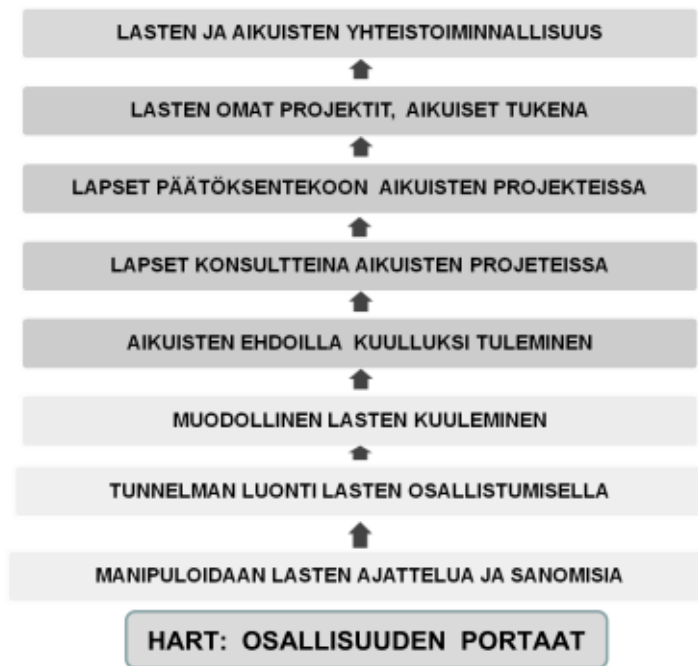 LASTEN JA AIKUISTEN YHTEISTOIMINNALLISUUS
LASTEN OMAT PROJEKTIT, AIKUISET TUKENA
LAPSET PÄÄTÖKSENTEKOON AIKUISTEN PROJEKTEISSA
LAPSET KONSULTTEINA AIKUISTEN PROJETEISSA
AIKUISTEN EHDOILLA KUULLUKSI TULEMINEN
MUODOLLINEN LASTEN KUULEMINEN
TUNNELMAN LUONTI LASTEN OSALLISTUMISELLA
MANIPULOIDAAN LASTEN AJATTELUA JA SANOMISIA
HART: OSALLISUUDEN PORTAAT